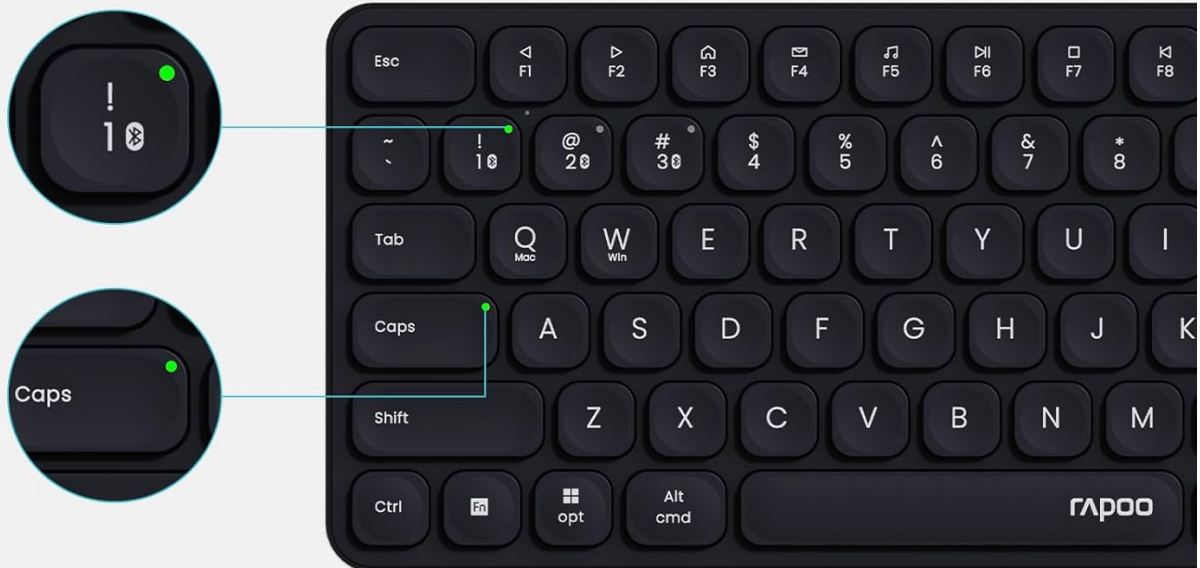 !
1
Caps
Esc
F1
F2
F3
F4
F5
F6
F7
F8
~
`
!
1
@
2
#
3
$
4
%
5
^
6
&
7
*
8
Tab
Q
Mac
W
Win
E
R
T
Y
U
I
Caps
A
S
D
F
G
H
J
K
Shift
Z
X
C
V
B
N
M
Ctrl
Fn
opt
Alt
cmd
rapoo